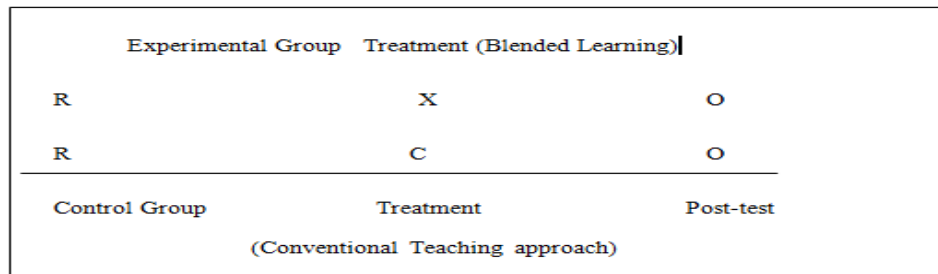 Experimental Group Treatment (Blended Learning)
R X O
R C O
Control Group Treatment Post-test
(Conventional Teaching approach)